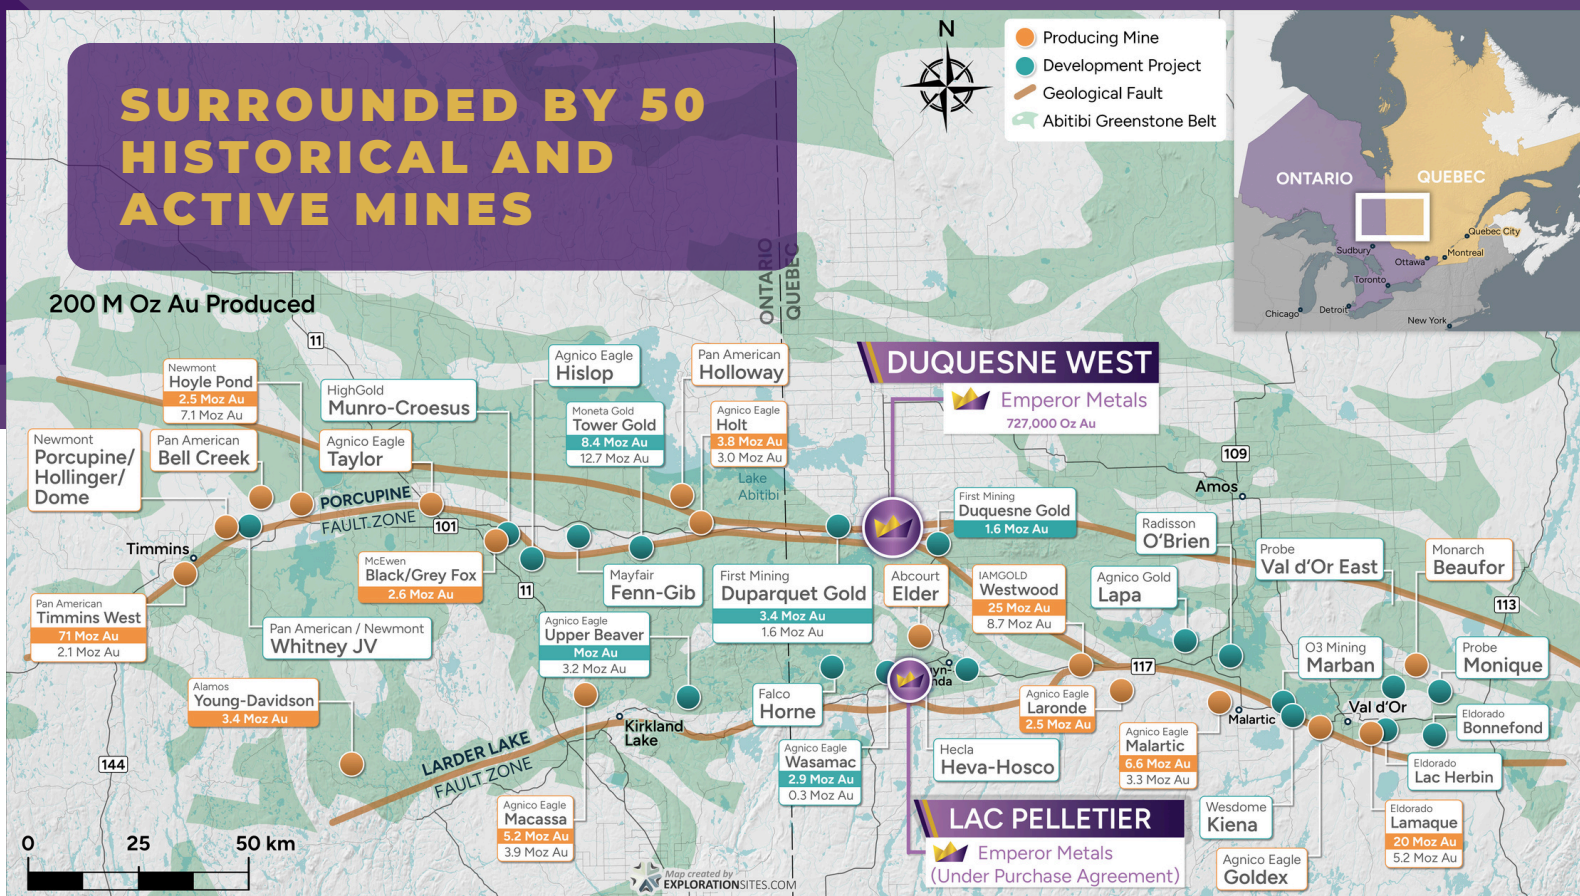 SURROUNDED BY 50
HISTORICAL AND
ACTIVE MINES
200 M Oz Au Produced
N
Producing Mine
Development Project
Geological Fault
Abitibi Greenstone Belt
ONTARIO
QUEBEC
Sudbury
Ottawa
Quebec City
Montreal
Toronto
Chicago
Detroit
New York
ONTARIO
QUEBEC
11
Newmont
Hoyle Pond
2.5 Moz Au
7.1 Moz Au
HighGold
Munro-Croesus
Agnico Eagle
Hislop
Pan American
Holloway
DUQUESNE WEST
Emperor Metals
727,000 Oz Au
Newmont
Porcupine/
Hollinger/
Dome
Pan American
Bell Creek
Agnico Eagle
Taylor
Moneta Gold
Tower Gold
8.4 Moz Au
12.7 Moz Au
Agnico Eagle
Holt
3.8 Moz Au
3.0 Moz Au
Lake
Abitibi
109
Amos
PORCUPINE
FAULT ZONE
101
First Mining
Duquesne Gold
1.6 Moz Au
Radisson
O'Brien
Probe
Val d'Or East
Monarch
Beaufor
Timmins
McEwen
Black/Grey Fox
2.6 Moz Au
11
Mayfair
Fenn-Gib
First Mining
Duparquet Gold
3.4 Moz Au
1.6 Moz Au
Abcourt
Elder
IAMGOLD
Westwood
25 Moz Au
8.7 Moz Au
Agnico Gold
Lapa
113
Pan American
Timmins West
71 Moz Au
2.1 Moz Au
Pan American / Newmont
Whitney JV
Agnico Eagle
Upper Beaver
Moz Au
3.2 Moz Au
117
O3 Mining
Marban
Probe
Monique
yn-
nda
Alamos
Young-Davidson
3.4 Moz Au
Kirkland
Lake
Falco
Horne
Agnico Eagle
Laronde
2.5 Moz Au
Malartic
Val d'Or
Eldorado
Bonnefond
144
LARDER LAKE
FAULT ZONE
Agnico Eagle
Wasamac
2.9 Moz Au
0.3 Moz Au
Hecla
Heva-Hosco
Agnico Eagle
Malartic
6.6 Moz Au
3.3 Moz Au
Eldorado
Lac Herbin
Agnico Eagle
Macassa
5.2 Moz Au
3.9 Moz Au
LAC PELLETIER
Emperor Metals
(Under Purchase Agreement)
Wesdome
Kiena
Eldorado
Lamaque
20 Moz Au
5.2 Moz Au
Agnico Eagle
Goldex
0 25 50 km
Map created by
EXPLORATIONSITES.COM